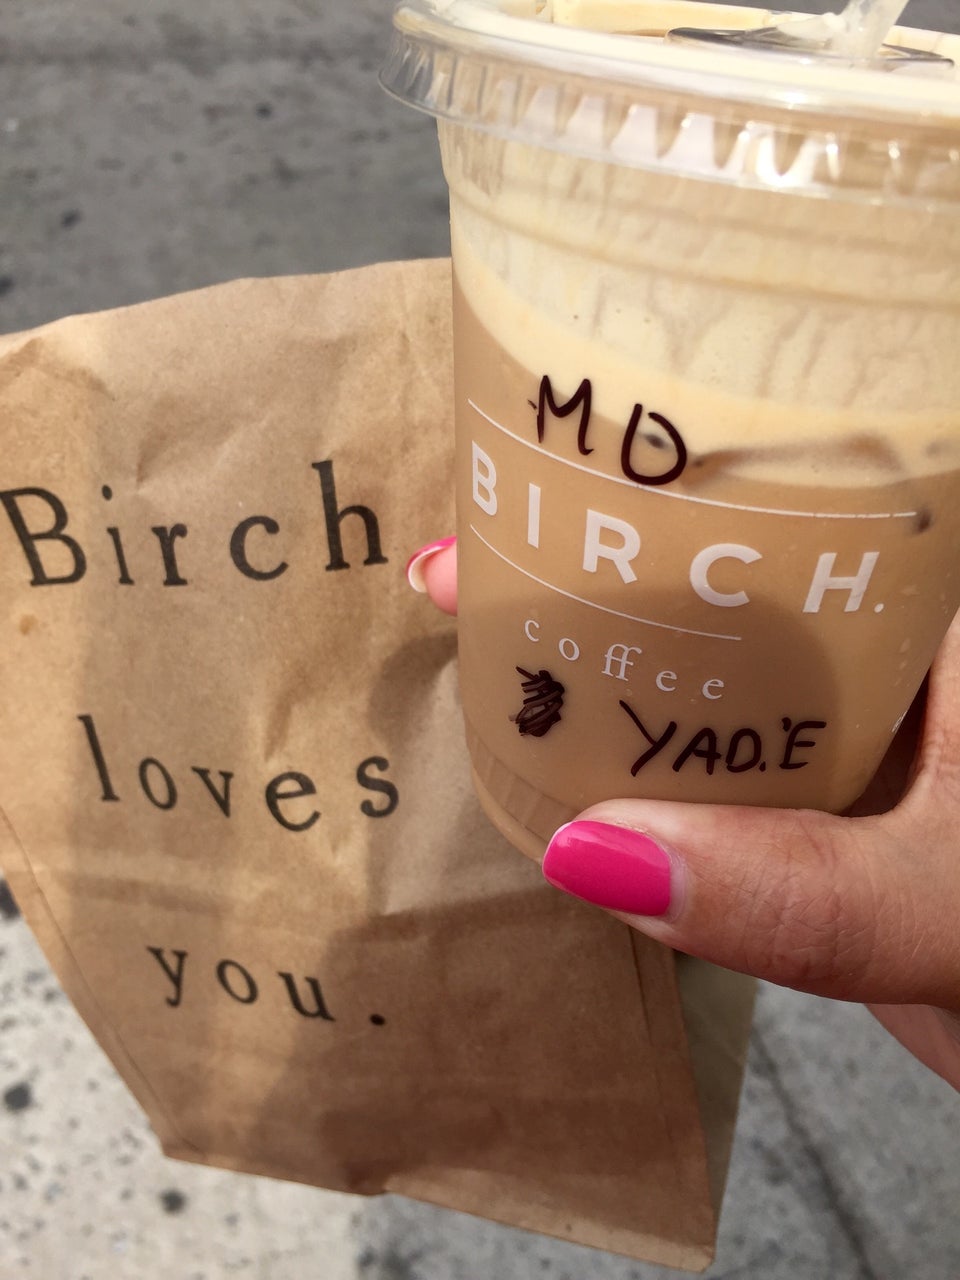 Birch
loves
you.
MD
BIRCH.
coffee
YAD.'E